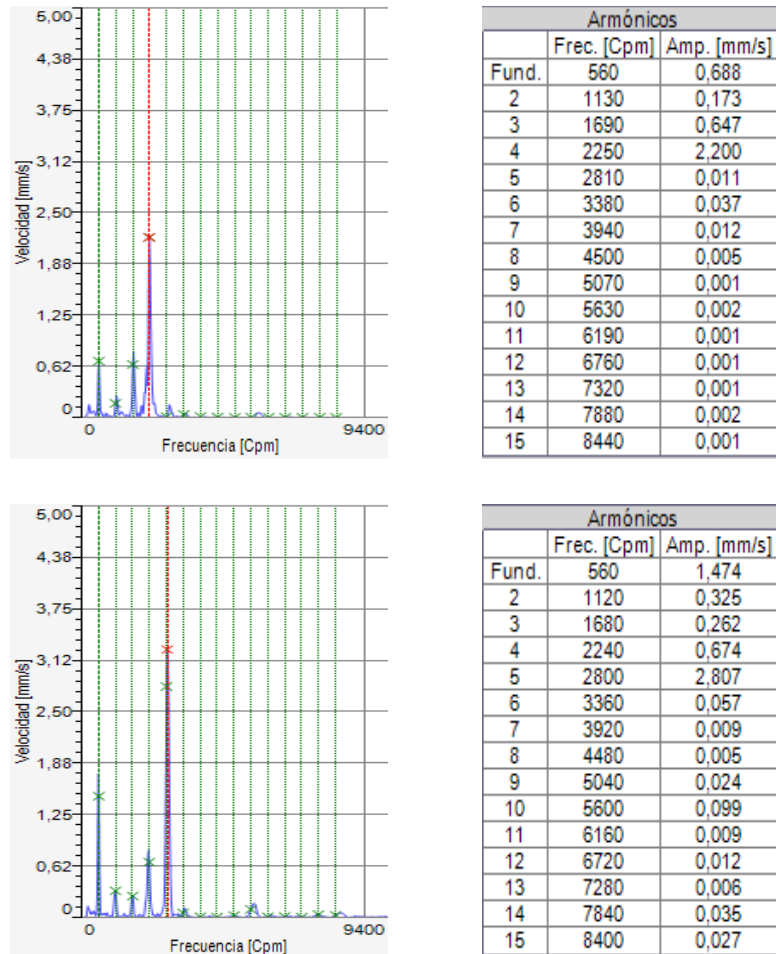 5,00
4,38
3,75
3,12
2,50
1,88
1,25
0,62
0
Velocidad [mm/s]
0 9400
Frecuencia [Cpm]
Armónicos
Frec. [Cpm] Amp. [mm/s]
Fund. 560 0,688
2 1130 0,173
3 1690 0,647
4 2250 2,200
5 2810 0,011
6 3380 0,037
7 3940 0,012
8 4500 0,005
9 5070 0,001
10 5630 0,002
11 6190 0,001
12 6760 0,001
13 7320 0,001
14 7880 0,002
15 8440 0,001
5,00
4,38
3,75
3,12
2,50
1,88
1,25
0,62
0
Velocidad [mm/s]
0 9400
Frecuencia [Cpm]
Armónicos
Frec. [Cpm] Amp. [mm/s]
Fund. 560 1,474
2 1120 0,325
3 1680 0,262
4 2240 0,674
5 2800 2,807
6 3360 0,057
7 3920 0,009
8 4480 0,005
9 5040 0,024
10 5600 0,099
11 6160 0,009
12 6720 0,012
13 7280 0,006
14 7840 0,035
15 8400 0,027